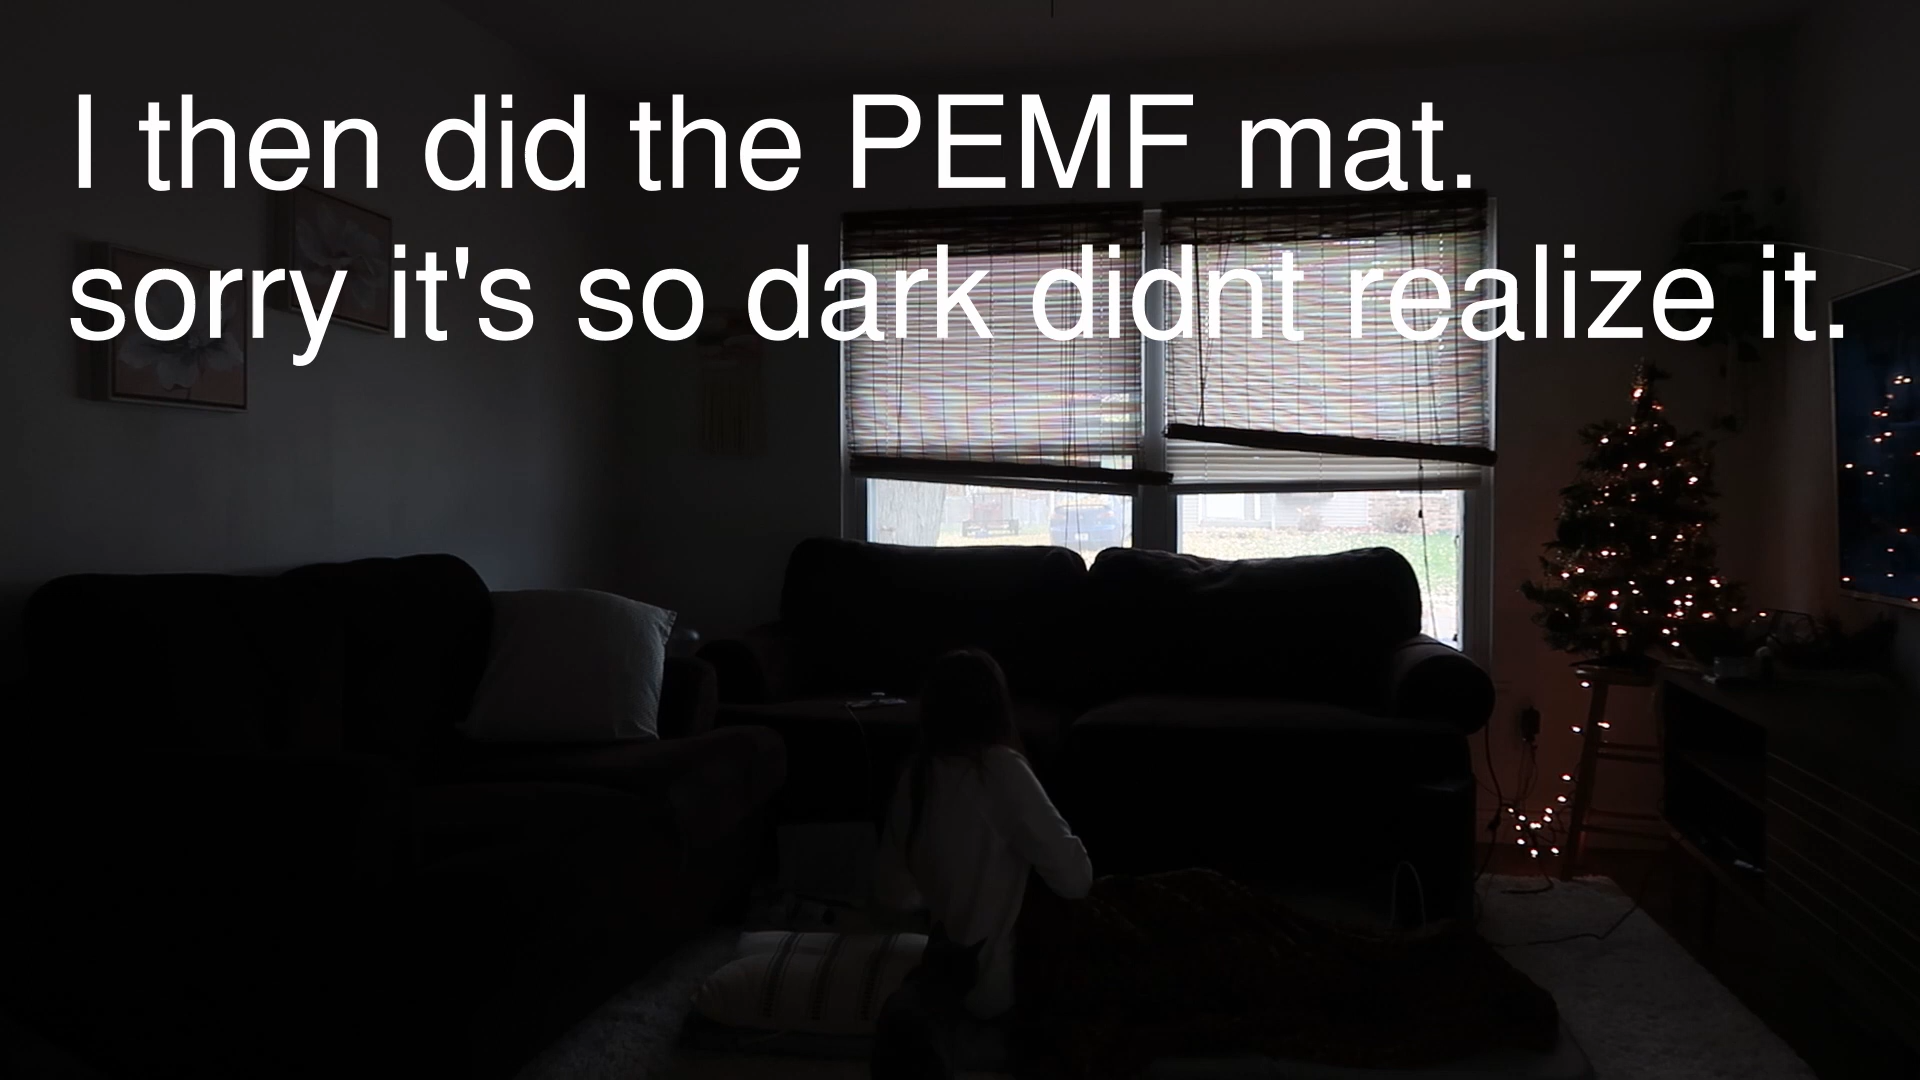 I then did the PEMF mat.
sorry it's so dark didnt realize it.